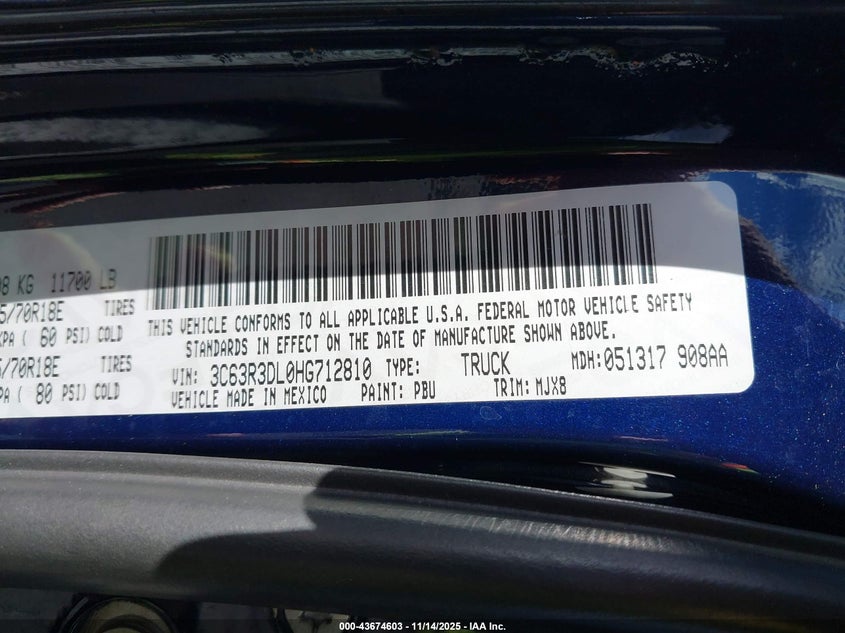 98 KG 11700 LB
5/70R18E TIRES
KPA ( 60 PSI) COLD
5/70R18E TIRES
PA ( 80 PSI) COLD
THIS VEHICLE CONFORMS TO ALL APPLICABLE U.S.A. FEDERAL MOTOR VEHICLE SAFETY
STANDARDS IN EFFECT ON THE DATE OF MANUFACTURE SHOWN ABOVE.
VIN: 3C63R3DL0HG712810 TYPE: TRUCK MDH: 051317 908AA
VEHICLE MADE IN MEXICO PAINT: PBU TRIM: MJX8
000-43674603 | 11/14/2025 - IAA Inc.